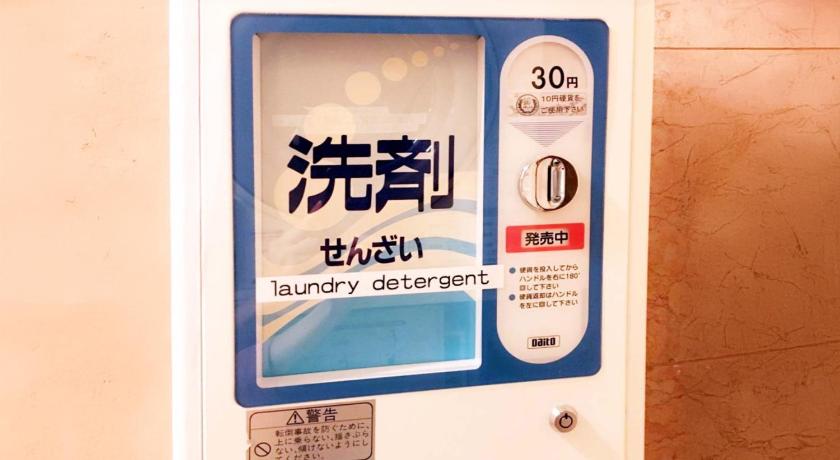 洗剤
せんざい
laundry detergent
30円
10円硬貨を
ご使用下さい
発売中
●硬貨を投入してから
ハンドルを右に180°
回して下さい
●硬貨返却はハンドル
を左に回して下さい
Daito
⚠警告
転倒事故を防ぐために、
上に乗らない、揺さぶら
ない、傾けないようにし
てください。